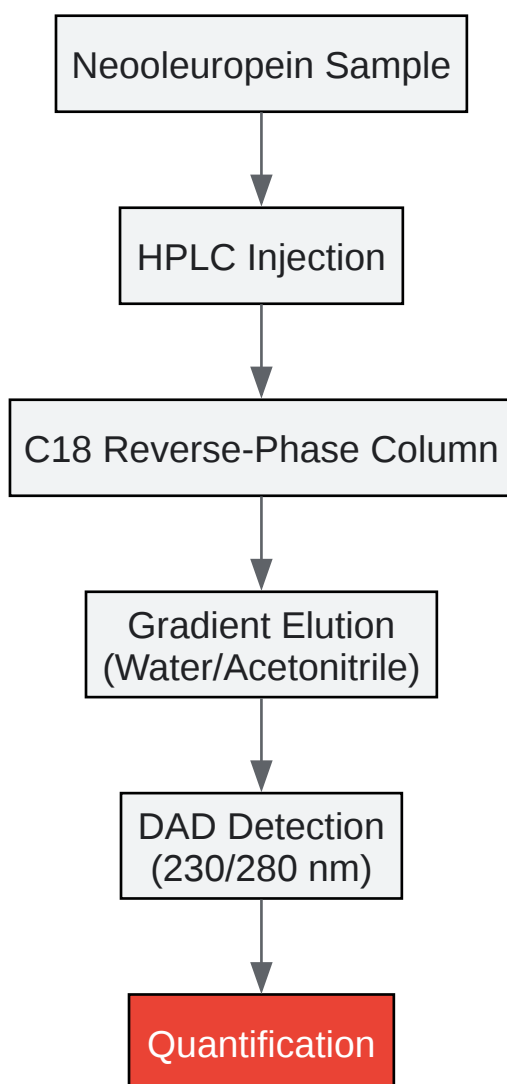 Neooleuropein Sample
HPLC Injection
C18 Reverse-Phase Column
Gradient Elution
(Water/Acetonitrile)
DAD Detection
(230/280 nm)
Quantification